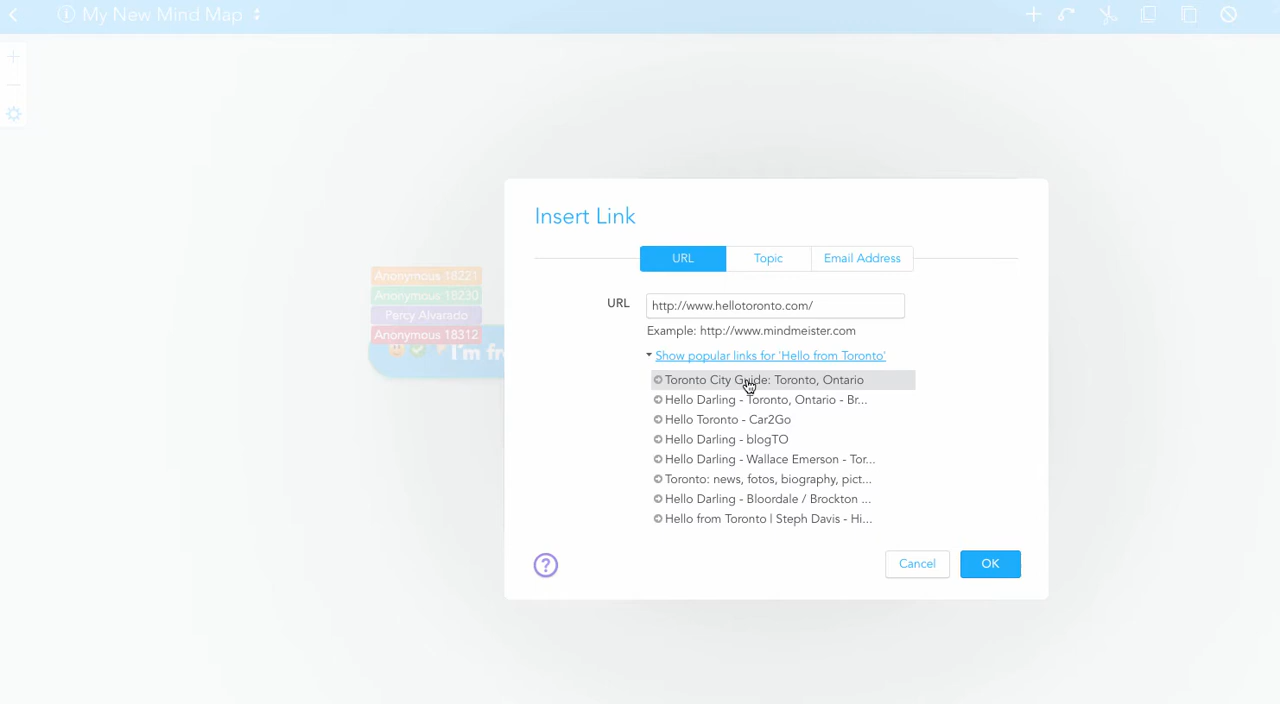 My New Mind Map
Insert Link
URL
Topic
Email Address
Anonymous 18221
Anonymous 18230
Percy Alvarado
Anonymous 18312
I'm fr
URL
http://www.hellotoronto.com/
Example: http://www.mindmeister.com
Show popular links for 'Hello from Toronto'
Toronto City Guide: Toronto, Ontario
Hello Darling - Toronto, Ontario - Br...
Hello Toronto - Car2Go
Hello Darling - blogTO
Hello Darling - Wallace Emerson - Tor...
Toronto: news, fotos, biography, pict...
Hello Darling - Bloordale / Brockton ...
Hello from Toronto | Steph Davis - Hi...
?
Cancel
OK